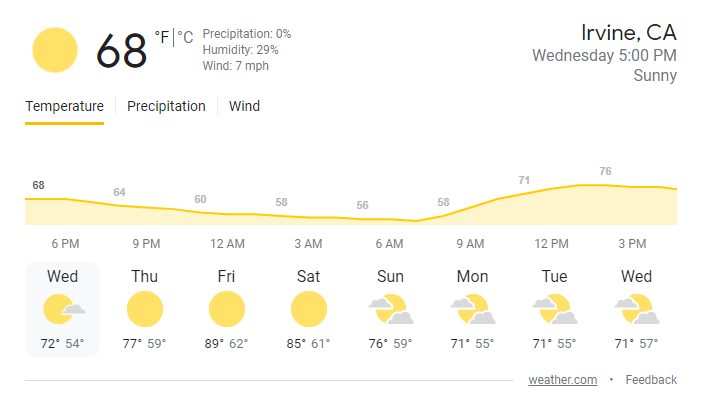 68 °F | °C
Precipitation: 0%
Humidity: 29%
Wind: 7 mph
Irvine, CA
Wednesday 5:00 PM
Sunny
Temperature Precipitation Wind
68 64 60 58 56 58 71 76
6 PM 9 PM 12 AM 3 AM 6 AM 9 AM 12 PM 3 PM
Wed Thu Fri Sat Sun Mon Tue Wed
72° 54° 77° 59° 89° 62° 85° 61° 76° 59° 71° 55° 71° 55° 71° 57°
weather.com • Feedback